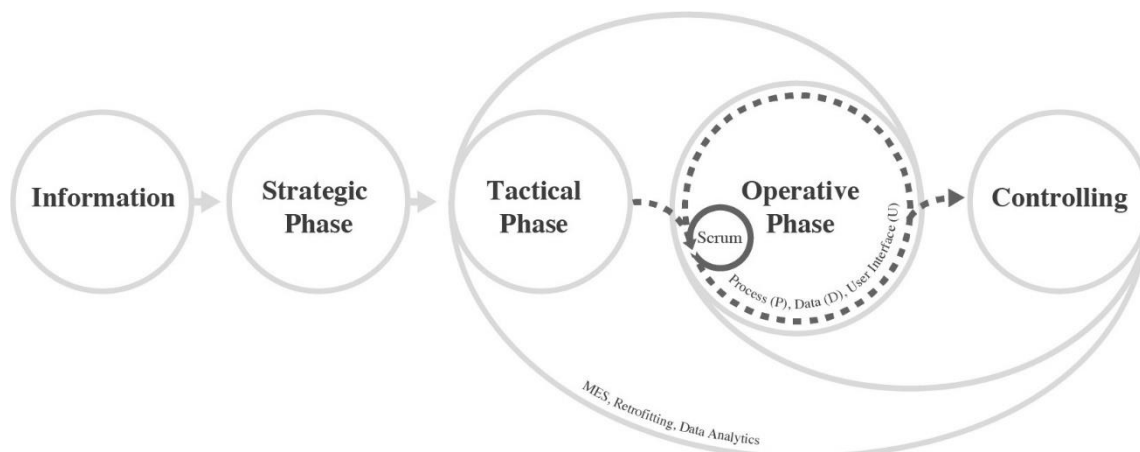 Information
Strategic
Phase
Tactical
Phase
Operative
Phase
Scrum
Process (P), Data (D), User Interface (U)
Controlling
MES, Retrofitting, Data Analytics